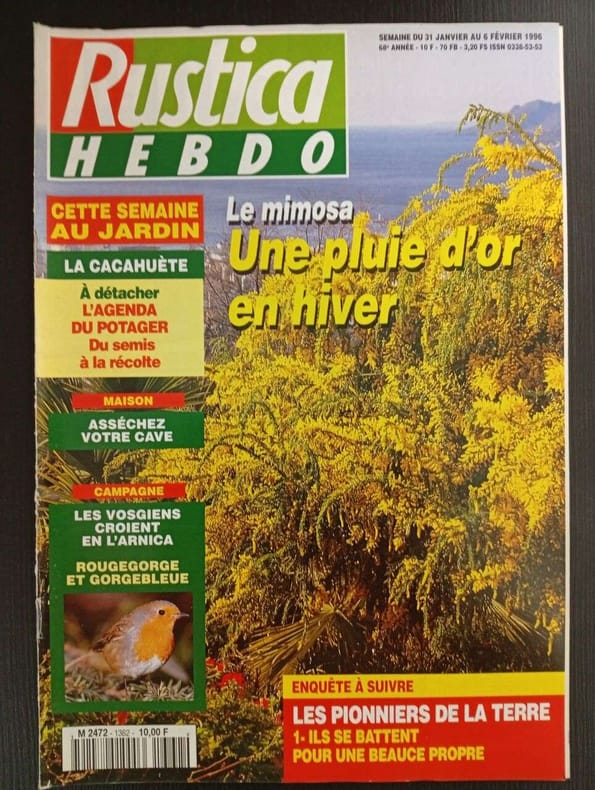 Rustica
HEBDO
SEMAINE DU 31 JANVIER AU 6 FÉVRIER 1996
68e ANNÉE - 10 F - 70 FB - 3,20 FS ISSN 0338-53-53
CETTE SEMAINE
AU JARDIN
LA CACAHUÈTE
À détacher
L'AGENDA
DU POTAGER
Du semis
à la récolte
MAISON
ASSÉCHEZ
VOTRE CAVE
CAMPAGNE
LES VOSGIENS
CROIENT
EN L'ARNICA
ROUGEGORGE
ET GORGEBLEUE
Le mimosa
Une pluie d'or
en hiver
M 2472 - 1362 - 10,00 F
ENQUÊTE À SUIVRE
LES PIONNIERS DE LA TERRE
1- ILS SE BATTENT
POUR UNE BEAUCE PROPRE